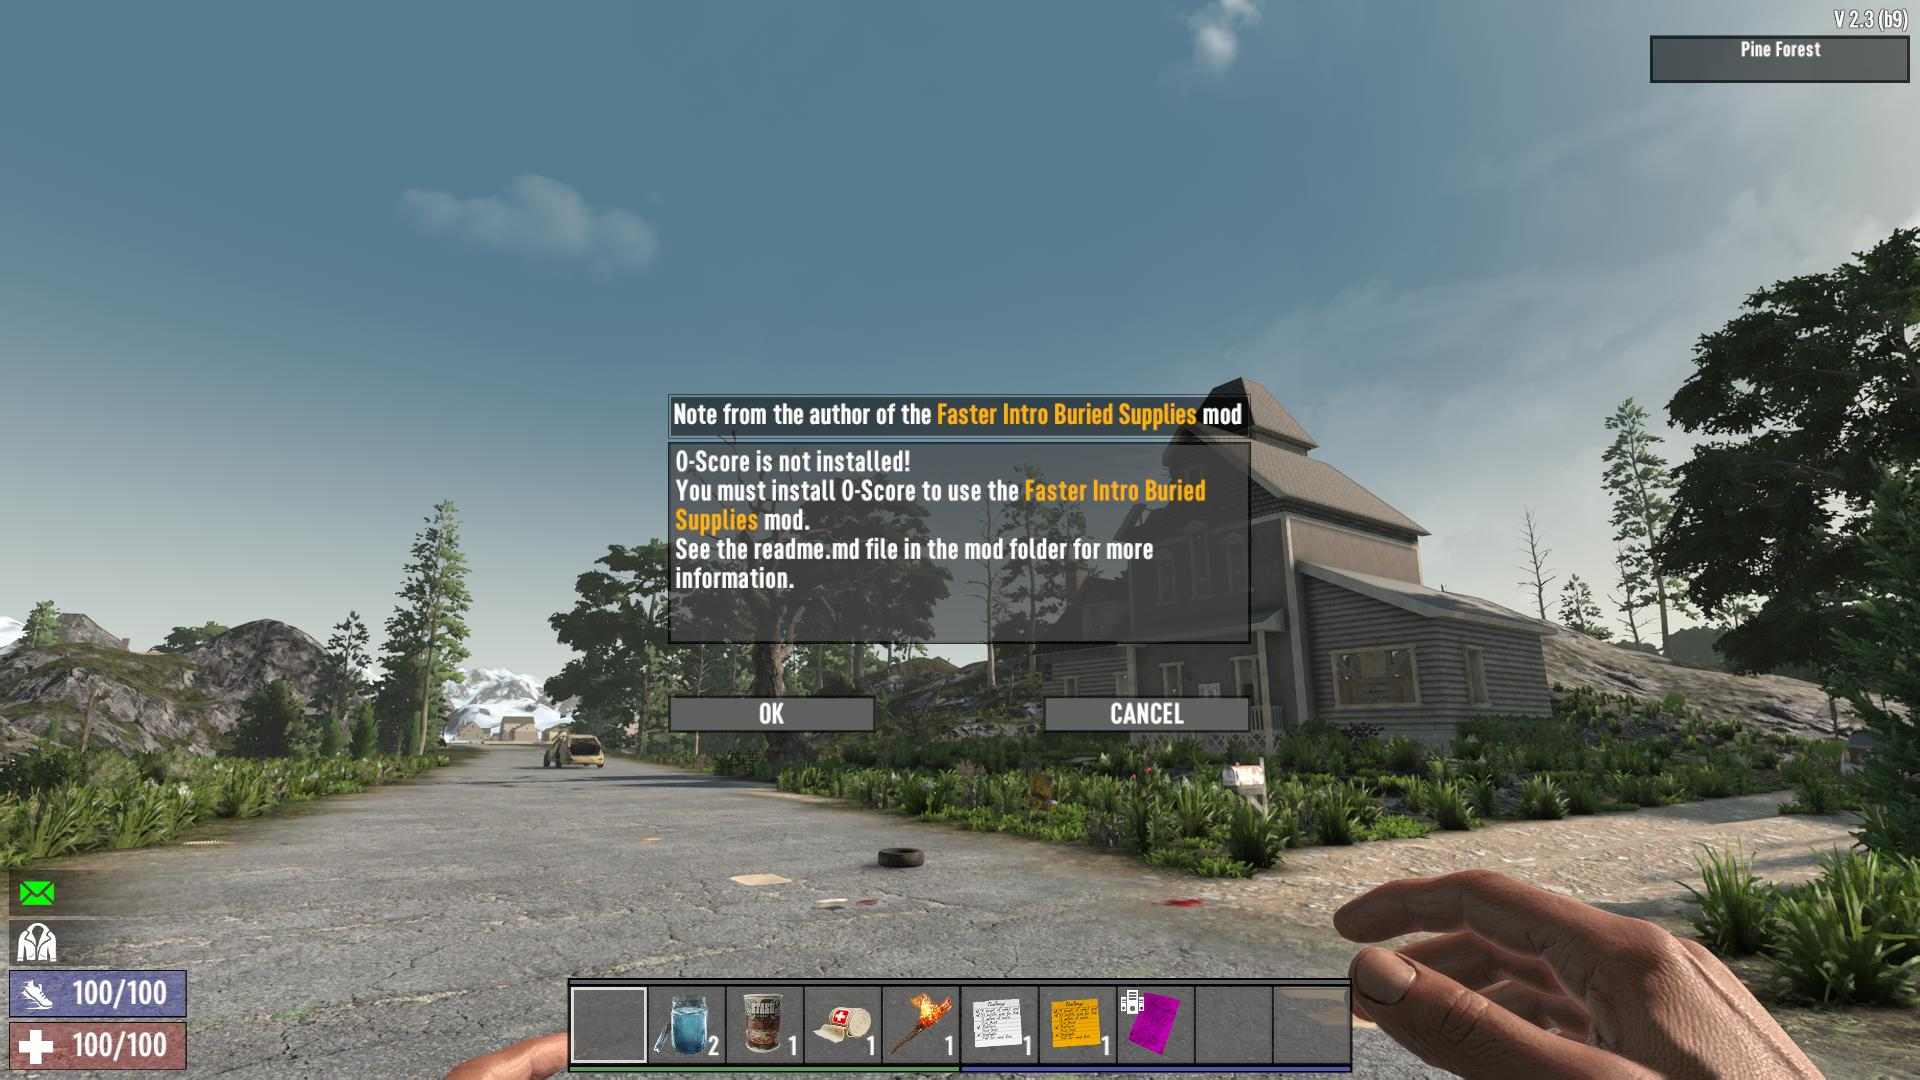 V 2.3 (b9)
Pine Forest
Note from the author of the Faster Intro Buried Supplies mod
0-Score is not installed!
You must install 0-Score to use the Faster Intro Buried
Supplies mod.
See the readme.md file in the mod folder for more
information.
OK
CANCEL
100/100
100/100
2
1
1
1
1
1